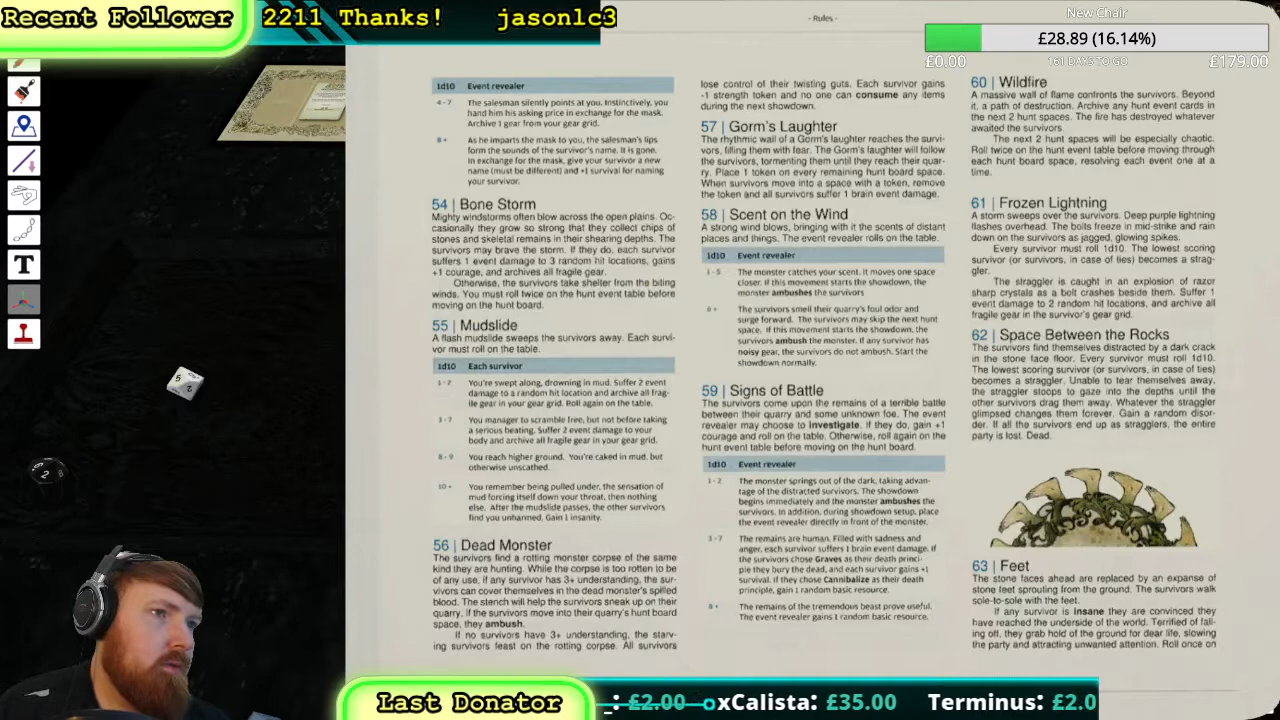 Recent Follower
2211 Thanks!
jasonlc3
- Rules -
New Chair
£28.89 (16.14%)
£0.00
161 DAYS TO GO
£179.00
T
1d10 Event revealer
4 - 7 The salesman silently points at you. Instinctively, you
hand him his asking price in exchange for the mask.
Archive 1 gear from your gear grid.
8+ As he imparts the mask to you, the salesman's lips
form the sounds of the survivor's name. It is gone.
In exchange for the mask, give your survivor a new
name (must be different) and +1 survival for naming
your survivor.
54 | Bone Storm
Mighty windstorms often blow across the open plains. Oc-
casionally they grow so strong that they collect chips of
stones and skeletal remains in their shearing depths. The
survivors may brave the storm. If they do, each survivor
suffers 1 event damage to 3 random hit locations, gains
+1 courage, and archives all fragile gear.
Otherwise, the survivors take shelter from the biting
winds. You must roll twice on the hunt event table before
moving on the hunt board.
55 | Mudslide
A flash mudslide sweeps the survivors away. Each survi-
vor must roll on the table.
1d10 Each survivor
1 - 2 You're swept along, drowning in mud. Suffer 2 event
damage to a random hit location and archive all frag-
ile gear in your gear grid. Roll again on the table.
3 - 7 You manager to scramble free, but not before taking
a serious beating. Suffer 2 event damage to your
body and archive all fragile gear in your gear grid.
8 - 9 You reach higher ground. You're caked in mud, but
otherwise unscathed.
10+ You remember being pulled under, the sensation of
mud forcing itself down your throat, then nothing
else. After the mudslide passes, the other survivors
find you unharmed. Gain 1 insanity.
56 | Dead Monster
The survivors find a rotting monster corpse of the same
kind they are hunting. While the corpse is too rotten to be
of any use, if any survivor has 3+ understanding, the sur-
vivors can cover themselves in the dead monster's spilled
blood. The stench will help the survivors sneak up on their
quarry. If the survivors move into their quarry's hunt board
space, they ambush.
If no survivors have 3+ understanding, the starv-
ing survivors feast on the rotting corpse. All survivors
lose control of their twisting guts. Each survivor gains
-1 strength token and no one can consume any items
during the next showdown.
57 | Gorm's Laughter
The rhythmic wall of a Gorm's laughter reaches the survi-
vors, filling them with fear. The Gorm's laughter will follow
the survivors, tormenting them until they reach their quar-
ry. Place 1 token on every remaining hunt board space.
When survivors move into a space with a token, remove
the token and all survivors suffer 1 brain event damage.
58 | Scent on the Wind
A strong wind blows, bringing with it the scents of distant
places and things. The event revealer rolls on the table.
1d10 Event revealer
1 - 5 The monster catches your scent. It moves one space
closer. If this movement starts the showdown, the
monster ambushes the survivors
6+ The survivors smell their quarry's foul odor and
surge forward. The survivors may skip the next hunt
space. If this movement starts the showdown, the
survivors ambush the monster. If any survivor has
noisy gear, the survivors do not ambush. Start the
showdown normally.
59 | Signs of Battle
The survivors come upon the remains of a terrible battle
between their quarry and some unknown foe. The event
revealer may choose to investigate. If they do, gain +1
courage and roll on the table. Otherwise, roll again on the
hunt event table before moving on the hunt board.
1d10 Event revealer
1 - 2 The monster springs out of the dark, taking advan-
tage of the distracted survivors. The showdown
begins immediately and the monster ambushes the
survivors. In addition, during showdown setup, place
the event revealer directly in front of the monster.
3 - 7 The remains are human. Filled with sadness and
anger, each survivor suffers 1 brain event damage. If
the survivors chose Graves as their death princi-
ple they bury the dead, and each survivor gains +1
survival. If they chose Cannibalize as their death
principle, gain 1 random basic resource.
8+ The remains of the tremendous beast prove useful.
The event revealer gains 1 random basic resource.
60 | Wildfire
A massive wall of flame confronts the survivors. Beyond
it, a path of destruction. Archive any hunt event cards in
the next 2 hunt spaces. The fire has destroyed whatever
awaited the survivors.
The next 2 hunt spaces will be especially chaotic.
Roll twice on the hunt event table before moving through
each hunt board space, resolving each event one at a
time.
61 | Frozen Lightning
A storm sweeps over the survivors. Deep purple lightning
flashes overhead. The bolts freeze in mid-strike and rain
down on the survivors as jagged, glowing spikes.
Every survivor must roll 1d10. The lowest scoring
survivor (or survivors, in case of ties) becomes a strag-
gler.
The straggler is caught in an explosion of razor
sharp crystals as a bolt crashes beside them. Suffer 1
event damage to 2 random hit locations, and archive all
fragile gear in the survivor's gear grid.
62 | Space Between the Rocks
The survivors find themselves distracted by a dark crack
in the stone face floor. Every survivor must roll 1d10.
The lowest scoring survivor (or survivors, in case of ties)
becomes a straggler. Unable to tear themselves away,
the straggler stoops to gaze into the depths until the
other survivors drag them away. Whatever the straggler
glimpsed changes them forever. Gain a random disor-
der. If all the survivors end up as stragglers, the entire
party is lost. Dead.
63 | Feet
The stone faces ahead are replaced by an expanse of
stone feet sprouting from the ground. The survivors walk
sole-to-sole with the feet.
If any survivor is insane they are convinced they
have reached the underside of the world. Terrified of fall-
ing off, they grab hold of the ground for dear life, slowing
the party and attracting unwanted attention. Roll once on
Last Donator
_: £2.00 xCalista: £35.00 Terminus: £2.0